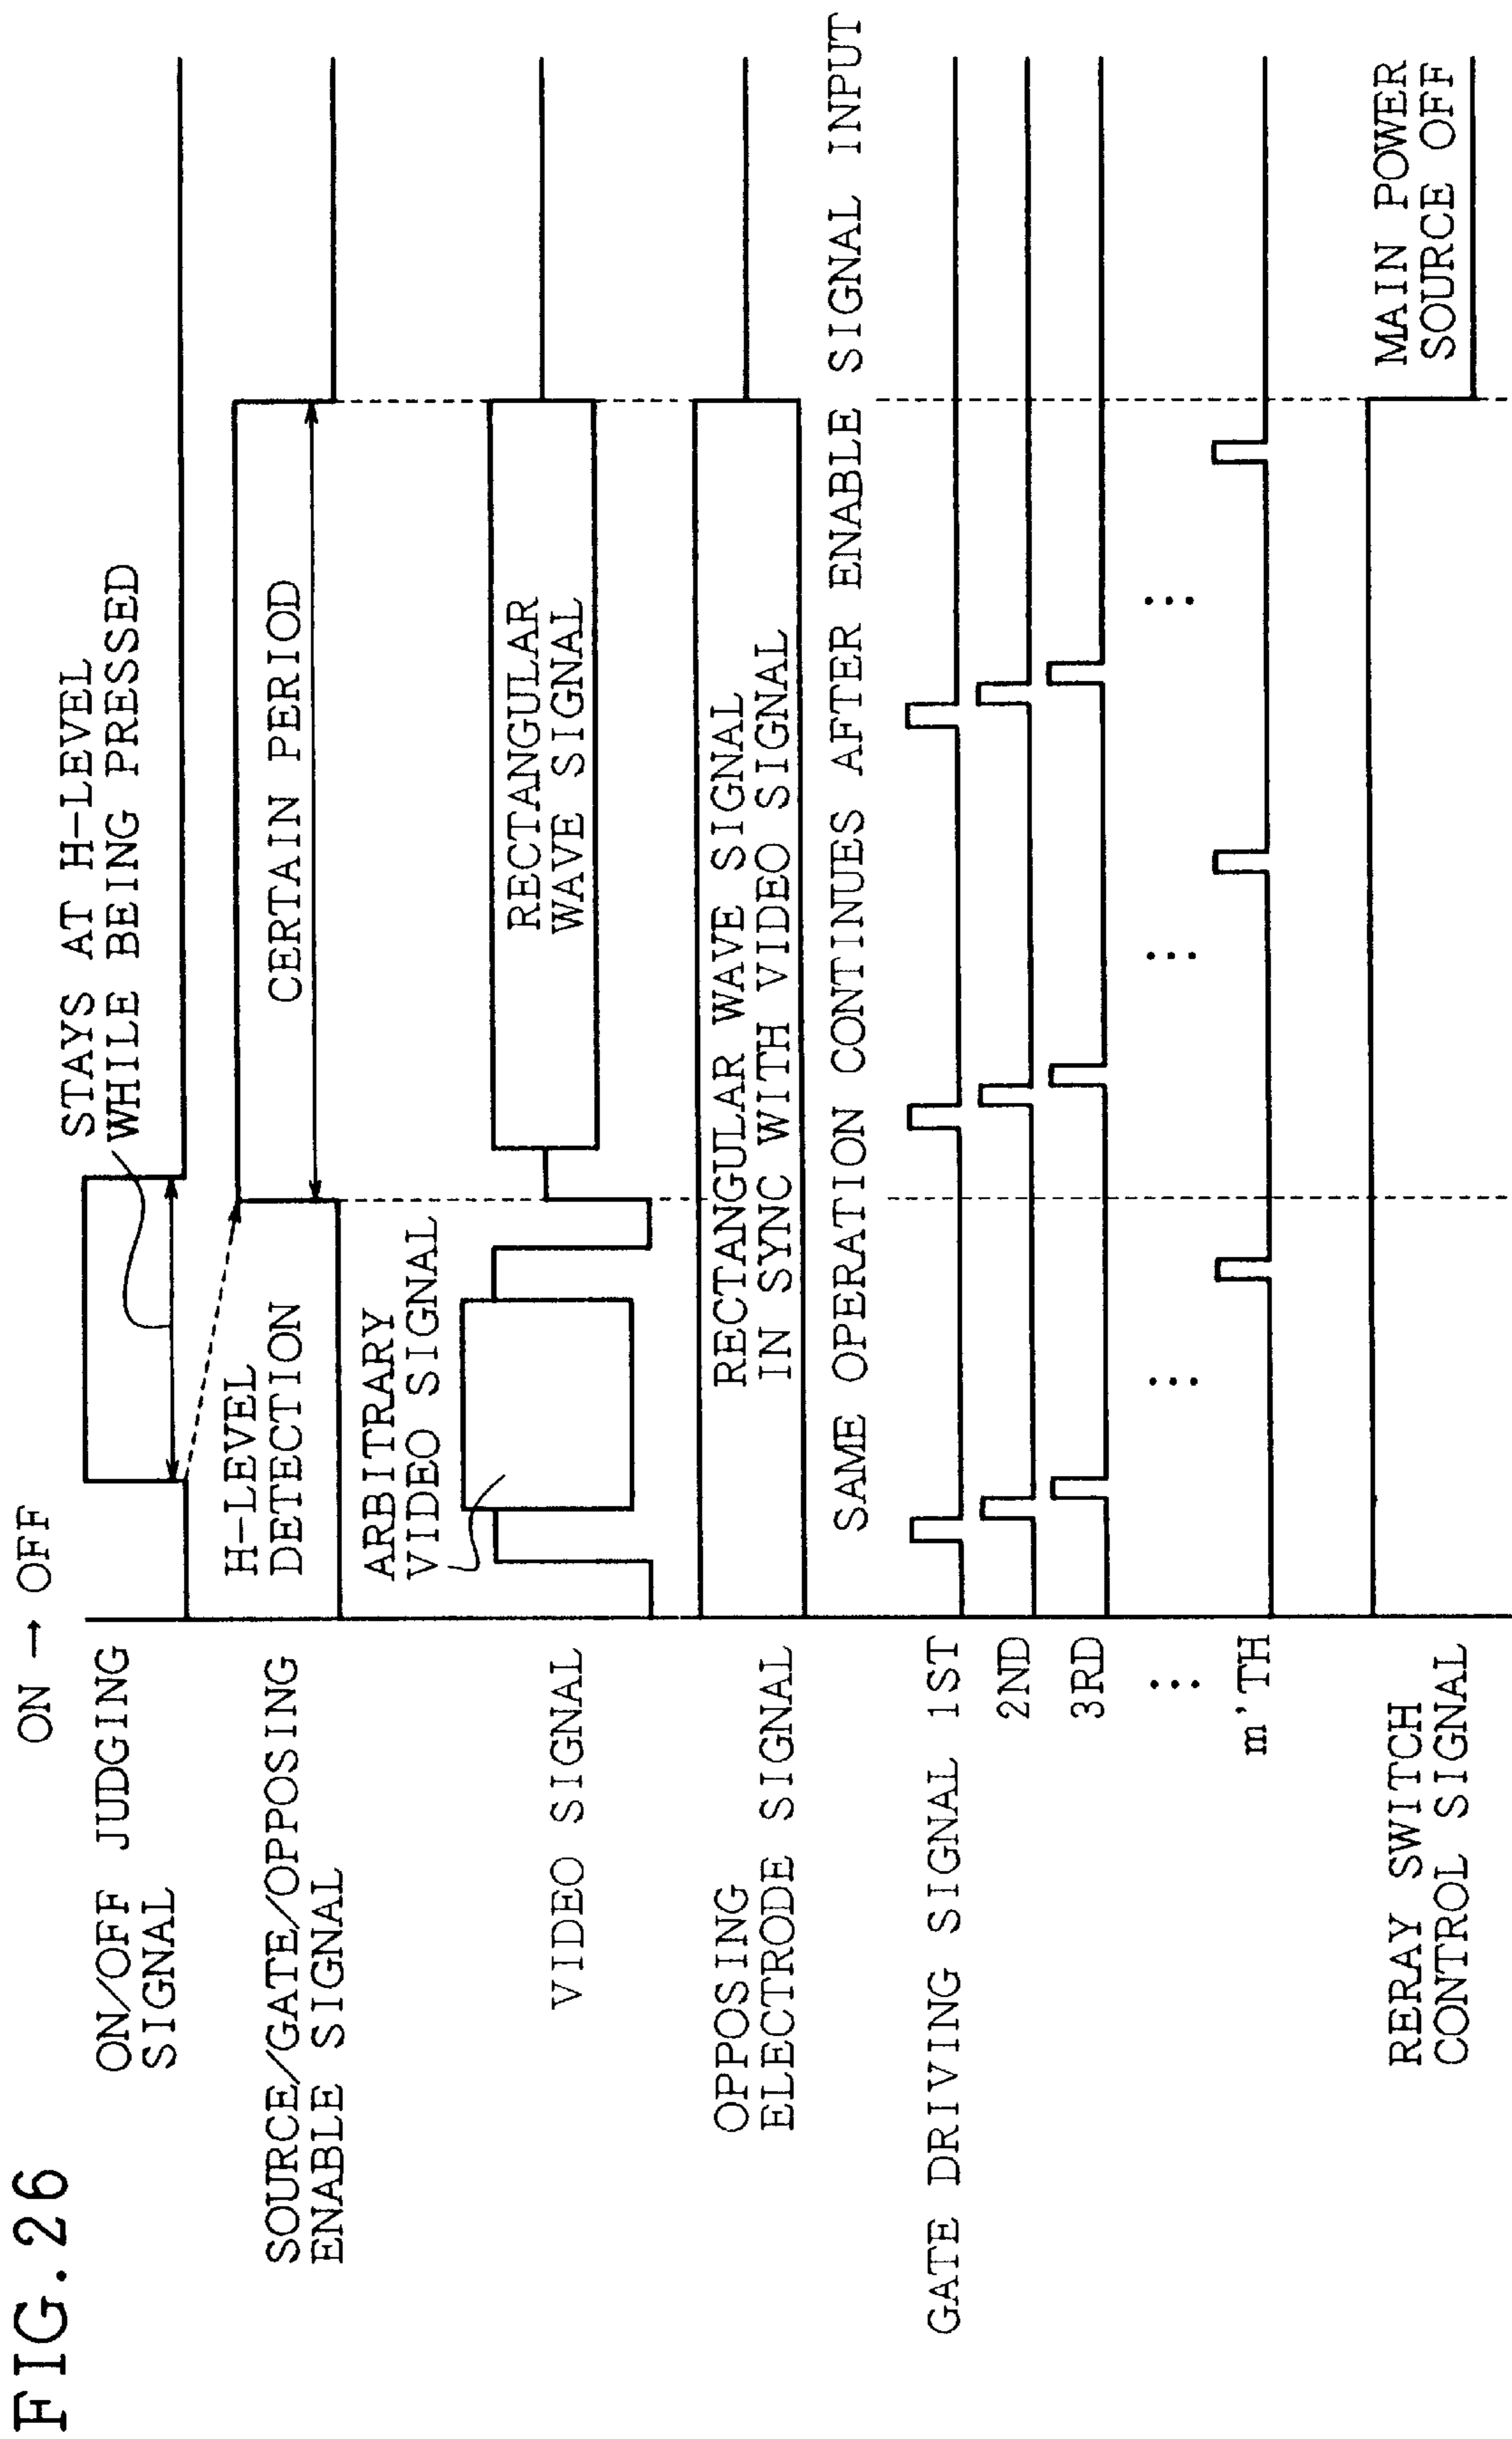 FIG.26
ON → OFF
ON/OFF JUDGING
SIGNAL
STAYS AT H-LEVEL
WHILE BEING PRESSED
SOURCE/GATE/OPPOSING
ENABLE SIGNAL
H-LEVEL
DETECTION
CERTAIN PERIOD
VIDEO SIGNAL
ARBITRARY
VIDEO SIGNAL
RECTANGULAR
WAVE SIGNAL
OPPOSING
ELECTRODE SIGNAL
RECTANGULAR WAVE SIGNAL
IN SYNC WITH VIDEO SIGNAL
SAME OPERATION CONTINUES AFTER ENABLE SIGNAL INPUT
GATE DRIVING SIGNAL 1ST
2ND
3RD
m'TH
RERAY SWITCH
CONTROL SIGNAL
MAIN POWER
SOURCE OFF